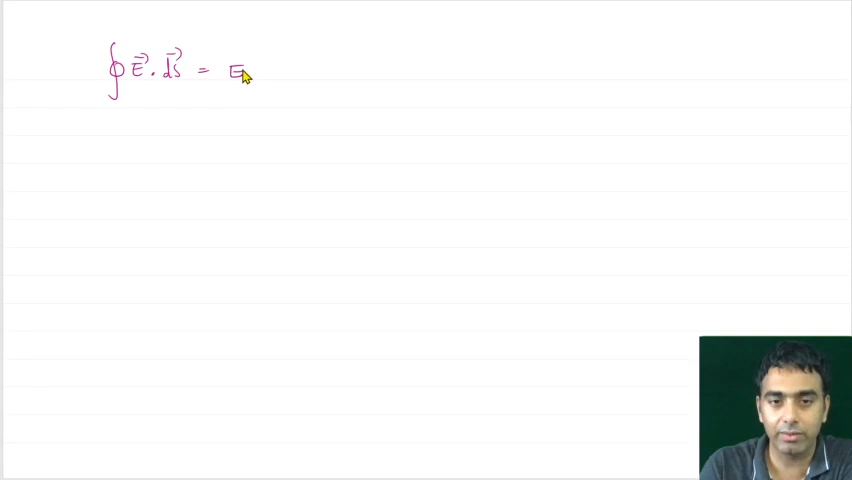 ∮ E⃗ . ds⃗ = E